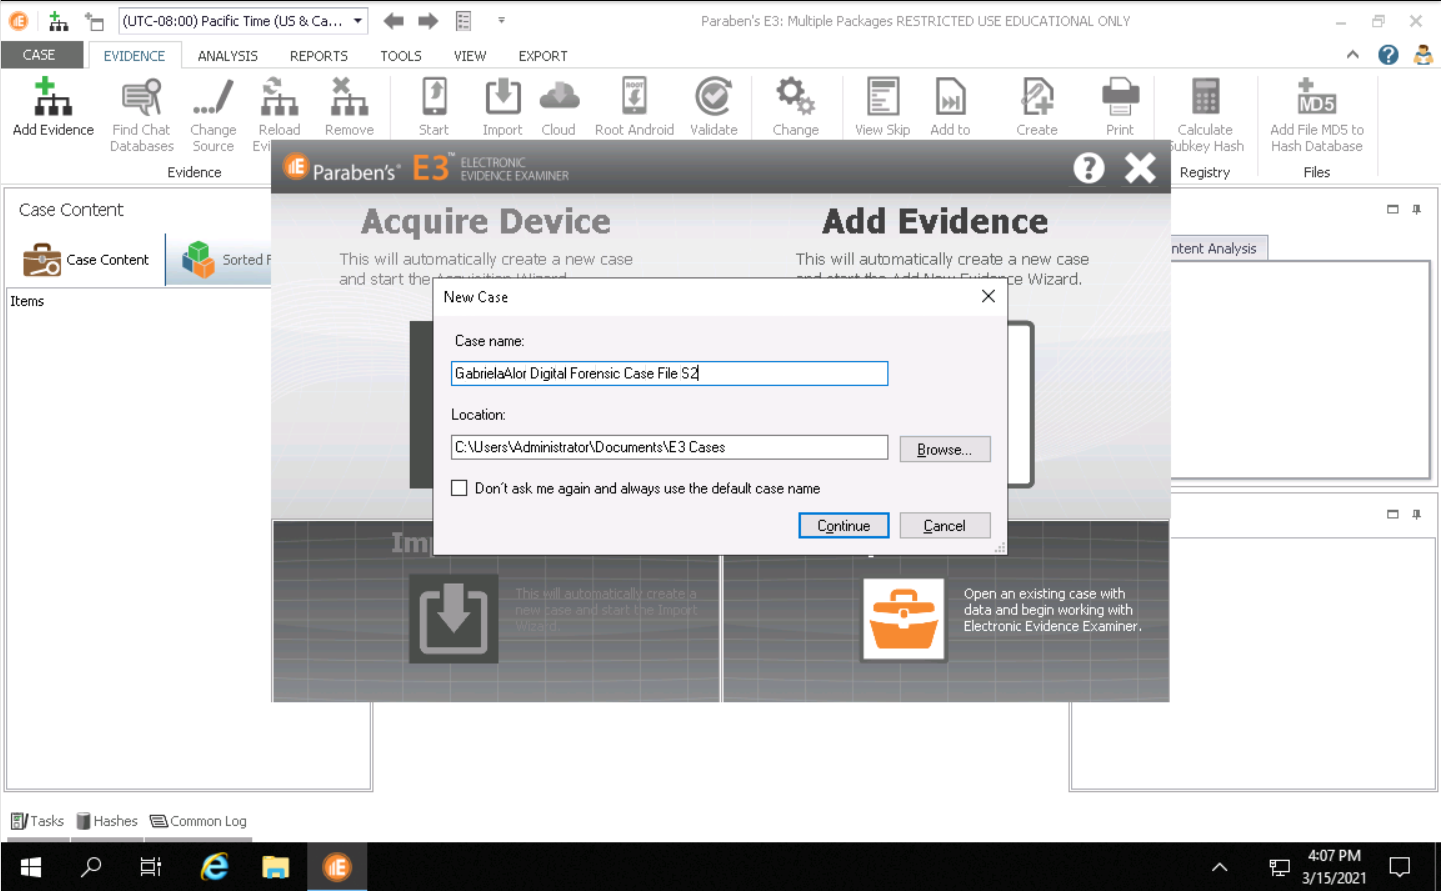 (UTC-08:00) Pacific Time (US & Ca...
Paraben's E3: Multiple Packages RESTRICTED USE EDUCATIONAL ONLY
CASE
EVIDENCE
ANALYSIS
REPORTS
TOOLS
VIEW
EXPORT
Add Evidence
Find Chat
Databases
Change
Source
Reload
Evi
Remove
Start
Import
Cloud
ROOT
Root Android
Validate
Change
View Skip
Add to
Create
Print
Calculate
Subkey Hash
MD5
Add File MD5 to
Hash Database
Evidence
Registry
Files
Paraben's E3™ ELECTRONIC
EVIDENCE EXAMINER
Case Content
Case Content
Sorted F
Items
ntent Analysis
Acquire Device
This will automatically create a new case
and start the Acquisition Wizard.
Add Evidence
This will automatically create a new case
and start the Add New Evidence Wizard.
New Case
Case name:
GabrielaAlor Digital Forensic Case File S2
Location:
C:\Users\Administrator\Documents\E3 Cases
Browse...
Don´t ask me again and always use the default case name
Continue
Cancel
Im
This will automatically create a
new case and start the Import
Wizard.
Open an existing case with
data and begin working with
Electronic Evidence Examiner.
Tasks
Hashes
Common Log
4:07 PM
3/15/2021